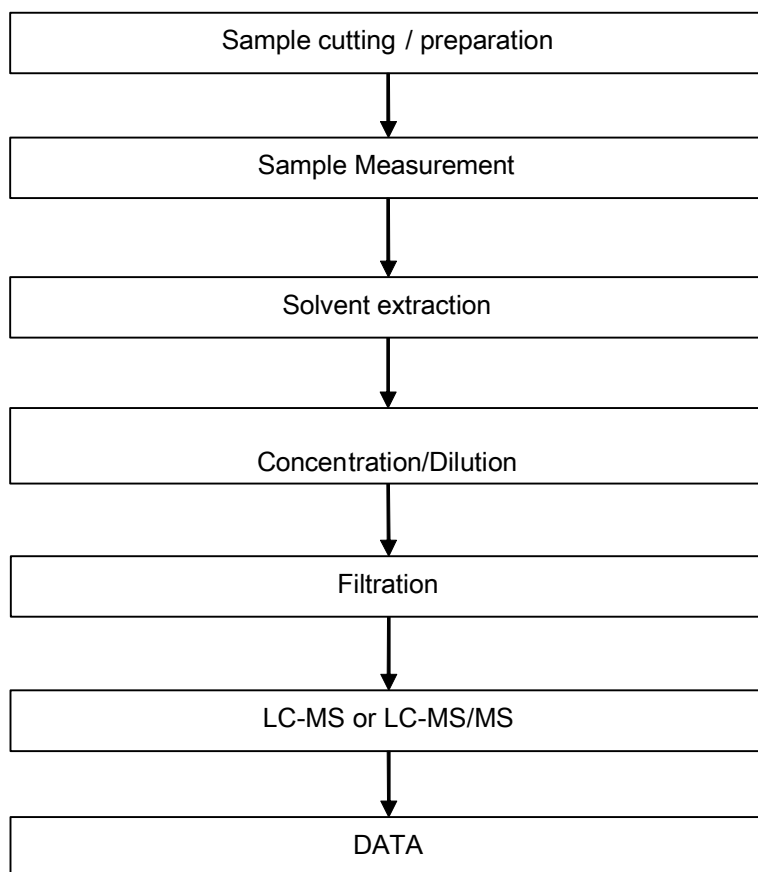 Sample cutting / preparation
Sample Measurement
Solvent extraction
Concentration/Dilution
Filtration
LC-MS or LC-MS/MS
DATA